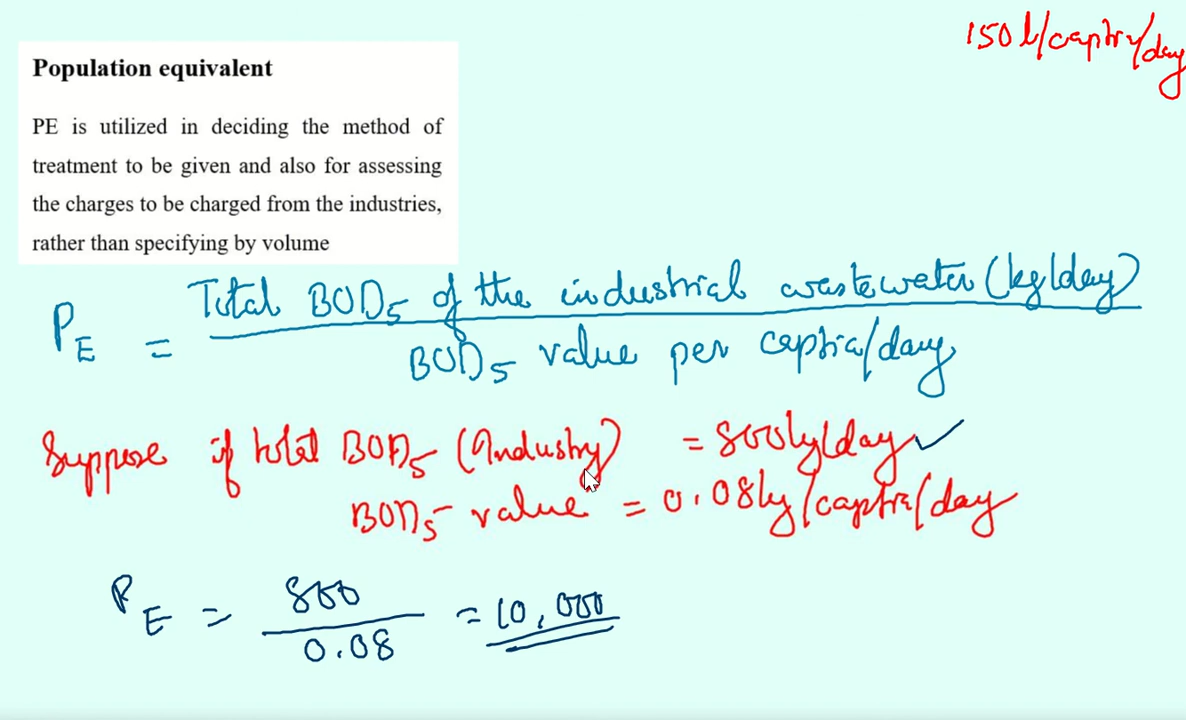 150 l/capita/day
Population equivalent
PE is utilized in deciding the method of
treatment to be given and also for assessing
the charges to be charged from the industries,
rather than specifying by volume
PE = Total BOD5 of the industrial wastewater (kg/day)
BOD5 value per capita/day
Suppose if total BOD5 (Industry) = 800kg/day ✓
BOD5 value = 0.08kg/capita/day
PE = 800
0.08
= 10,000